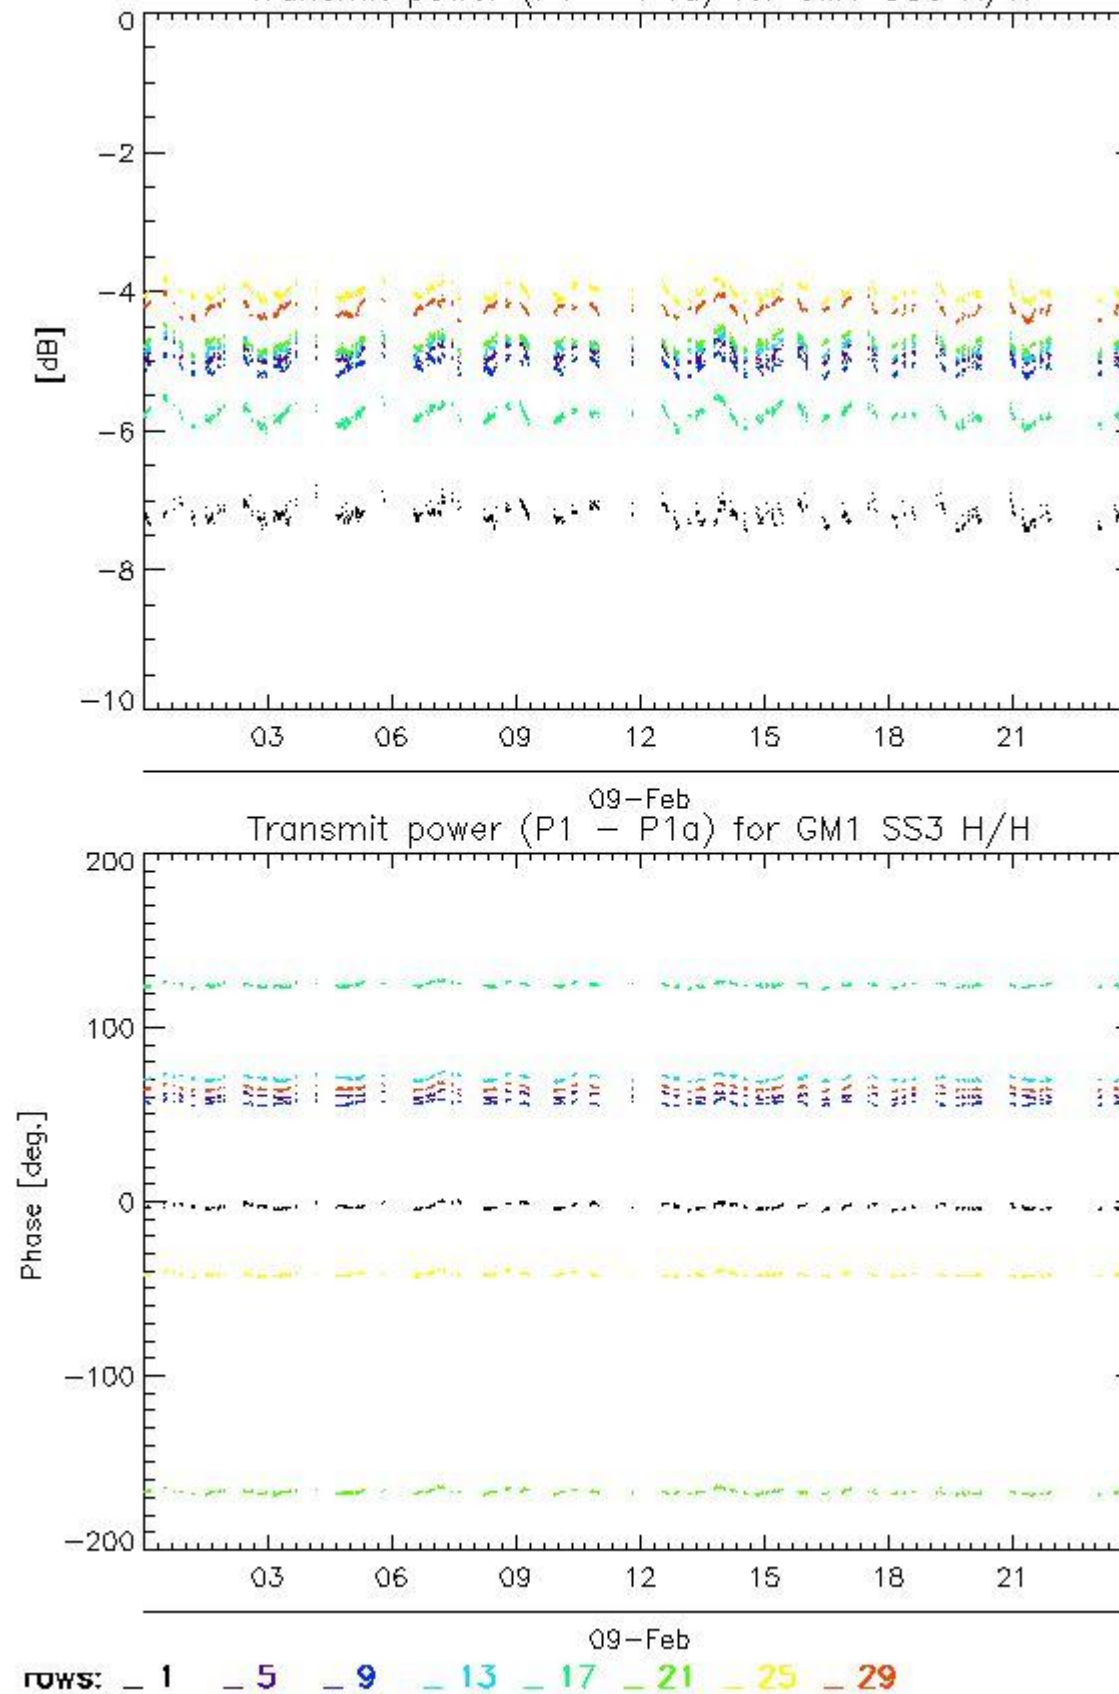 0
-2
-4
[dB]
-6
-8
-10
03 06 09 12 15 18 21
09-Feb
Transmit power (P1 - P1a) for GM1 SS3 H/H
200
100
Phase [deg.]
0
-100
-200
03 06 09 12 15 18 21
09-Feb
rows: _ 1 _ 5 _ 9 _ 13 _ 17 _ 21 _ 25 _ 29